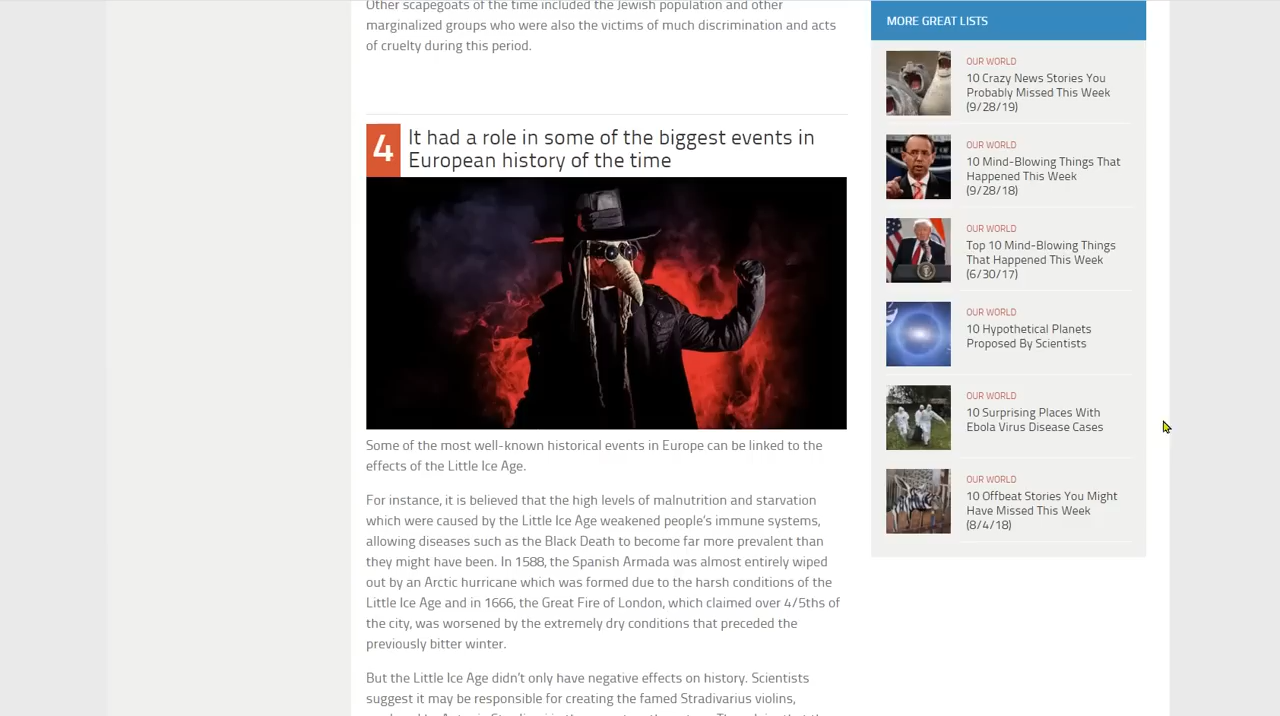 Other scapegoats of the time included the Jewish population and other
marginalized groups who were also the victims of much discrimination and acts
of cruelty during this period.
4
It had a role in some of the biggest events in
European history of the time
Some of the most well-known historical events in Europe can be linked to the
effects of the Little Ice Age.
For instance, it is believed that the high levels of malnutrition and starvation
which were caused by the Little Ice Age weakened people's immune systems,
allowing diseases such as the Black Death to become far more prevalent than
they might have been. In 1588, the Spanish Armada was almost entirely wiped
out by an Arctic hurricane which was formed due to the harsh conditions of the
Little Ice Age and in 1666, the Great Fire of London, which claimed over 4/5ths of
the city, was worsened by the extremely dry conditions that preceded the
previously bitter winter.
But the Little Ice Age didn't only have negative effects on history. Scientists
suggest it may be responsible for creating the famed Stradivarius violins,
MORE GREAT LISTS
OUR WORLD
10 Crazy News Stories You
Probably Missed This Week
(9/28/19)
OUR WORLD
10 Mind-Blowing Things That
Happened This Week
(9/28/18)
OUR WORLD
Top 10 Mind-Blowing Things
That Happened This Week
(6/30/17)
OUR WORLD
10 Hypothetical Planets
Proposed By Scientists
OUR WORLD
10 Surprising Places With
Ebola Virus Disease Cases
OUR WORLD
10 Offbeat Stories You Might
Have Missed This Week
(8/4/18)